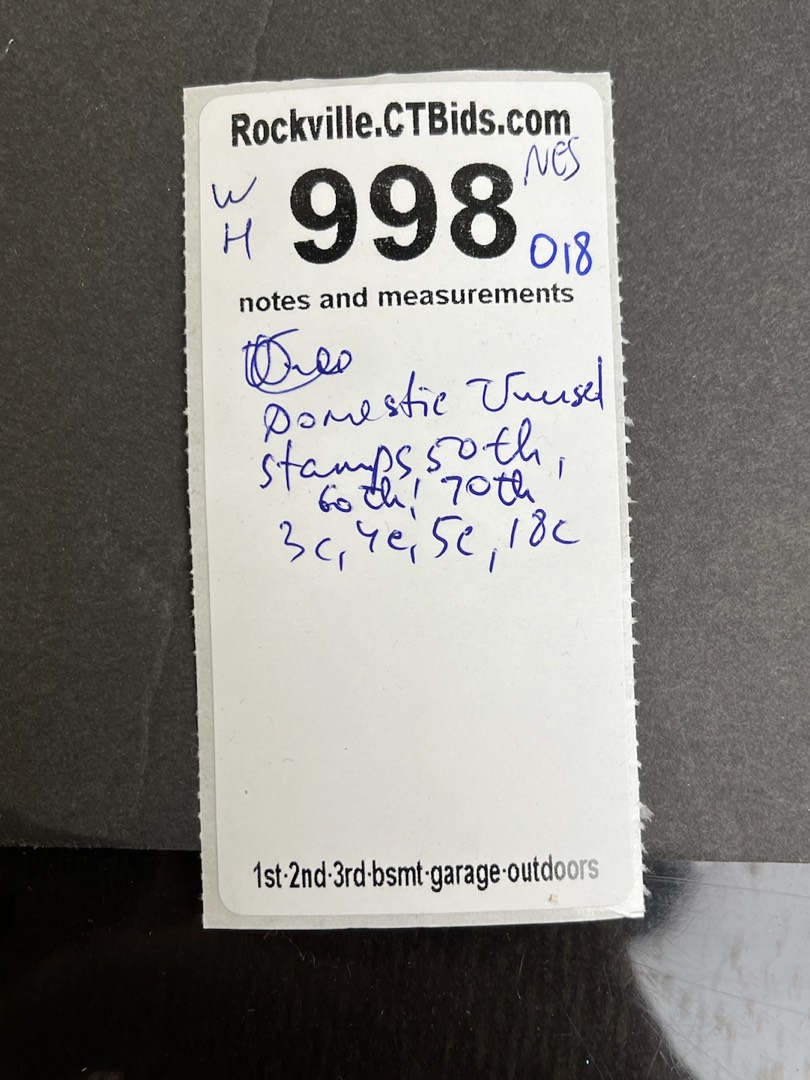 Rockville.CTBids.com
W
H
998
NES
018
notes and measurements
Domestic Unused
stamps 50th,
60th, 70th
3c, 4c, 5c, 18c
1st·2nd·3rd·bsmt·garage·outdoors